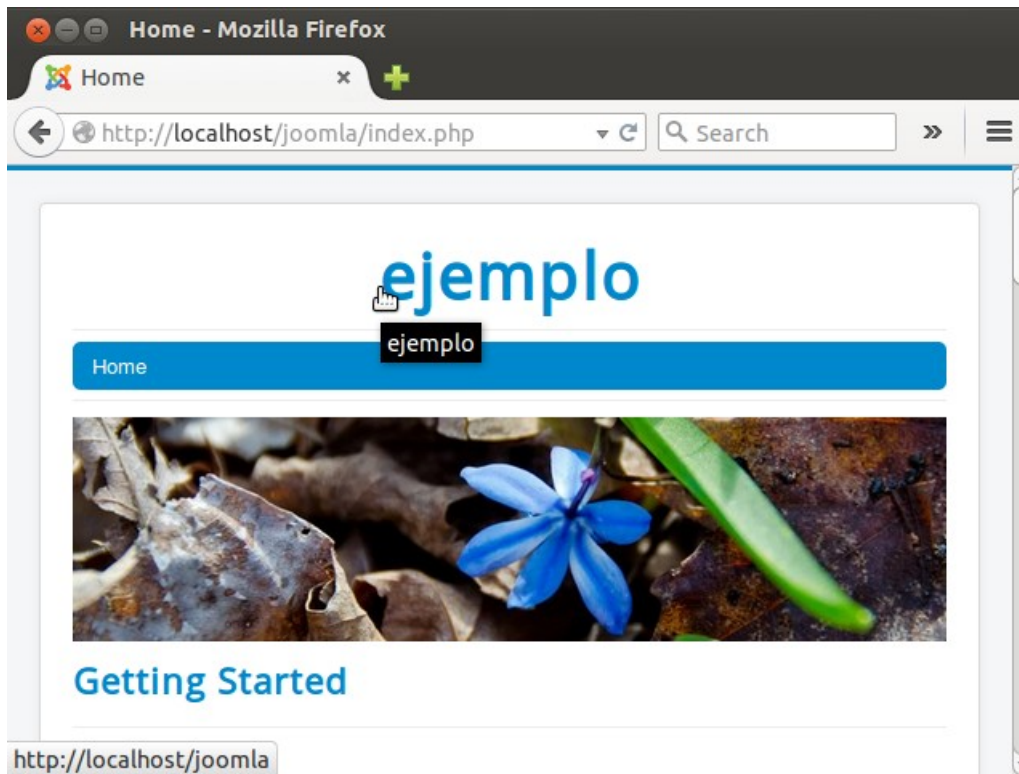 Home - Mozilla Firefox
Home
http://localhost/joomla/index.php Search
ejemplo
ejemplo
Home
Getting Started
http://localhost/joomla